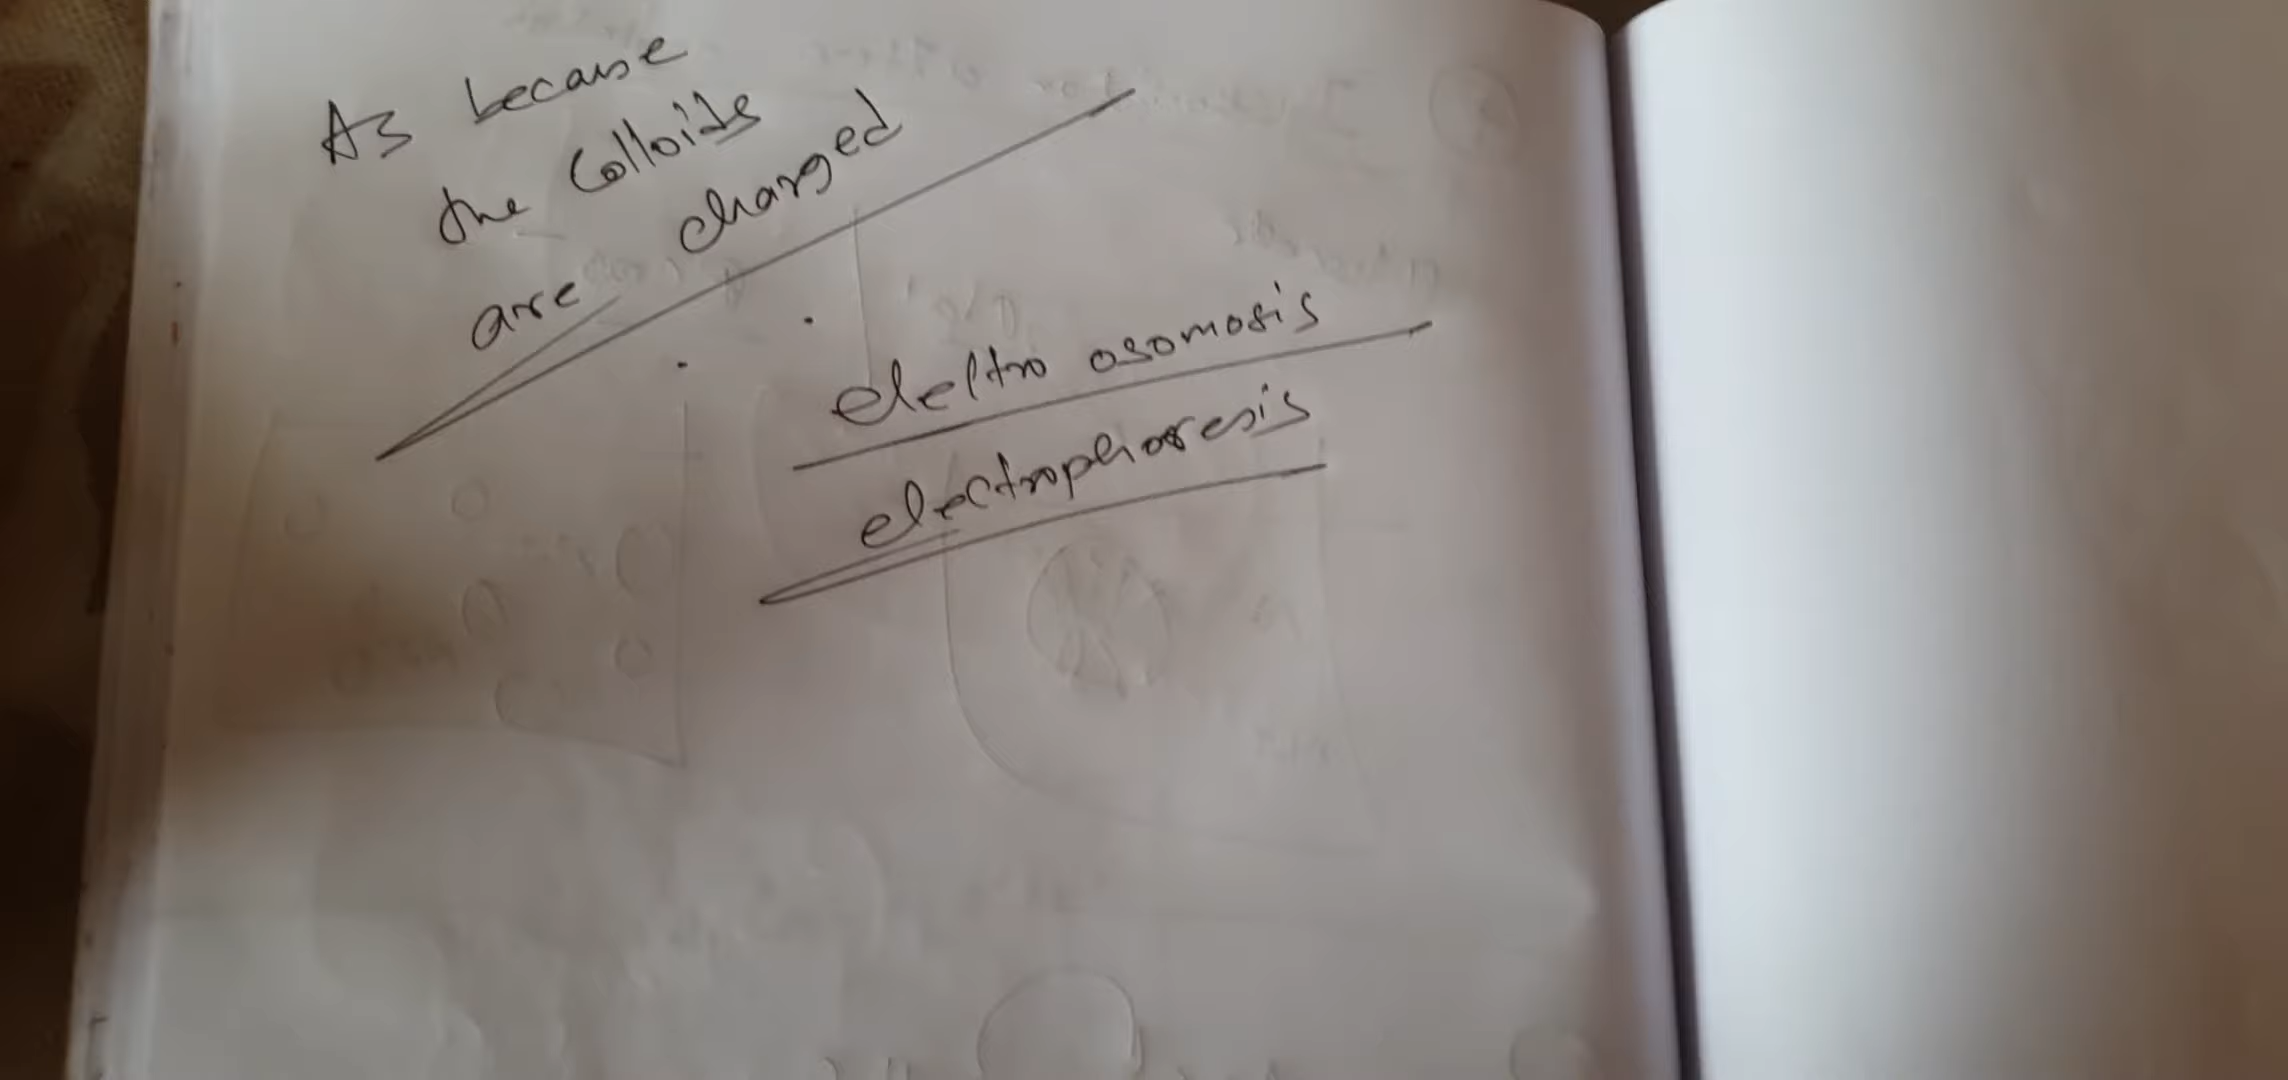 As because
the Colloids
are charged
eleltro osomosis
electrophoresis